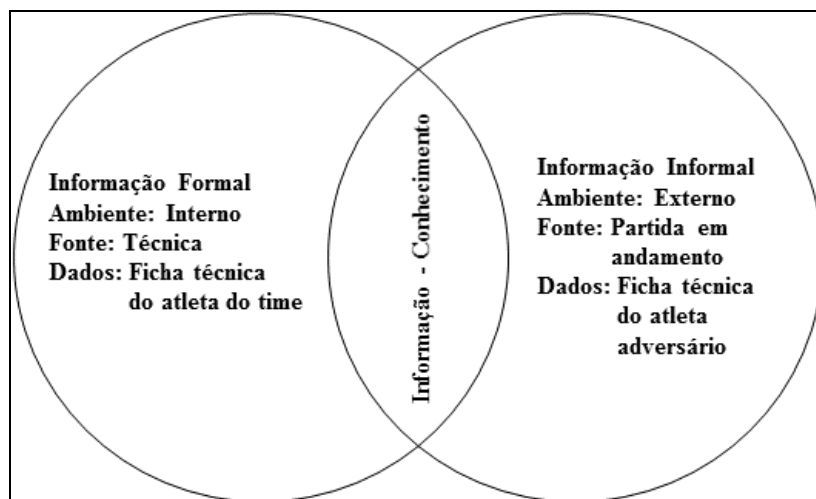 Informação Formal
Ambiente: Interno
Fonte: Técnica
Dados: Ficha técnica
do atleta do time
Informação - Conhecimento
Informação Informal
Ambiente: Externo
Fonte: Partida em
andamento
Dados: Ficha técnica
do atleta
adversário